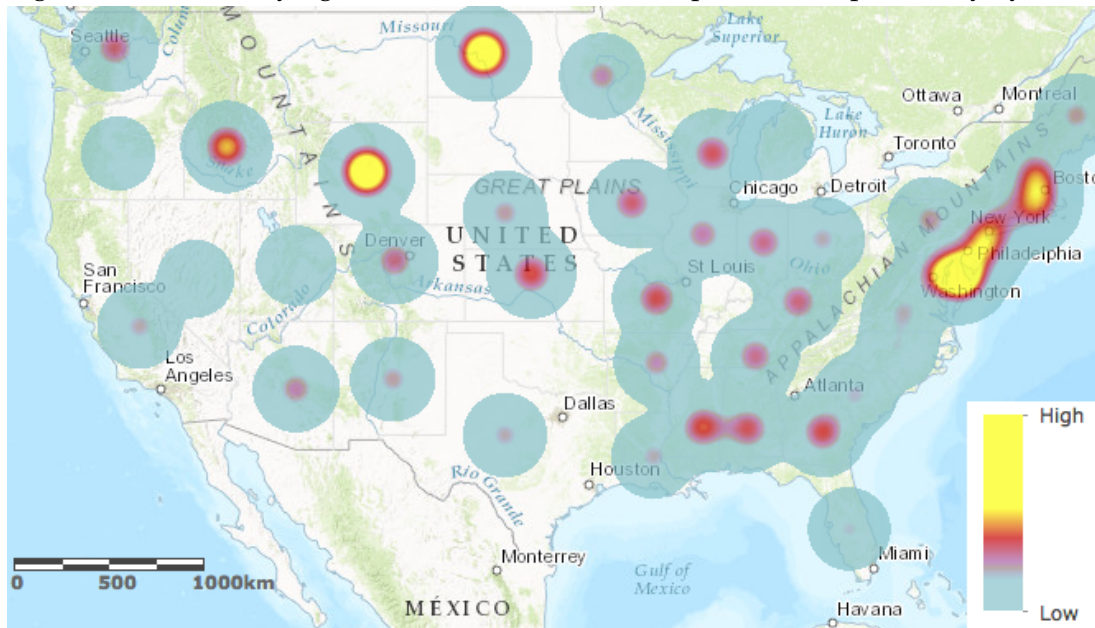 Missouri
Lake
Superior
Seattle
Colum
MOUNTAINS
Ottawa
Montreal
Lake
Huron
Mississippi
Toronto
Snake
GREAT PLAINS
Chicago
Detroit
Boston
APPALACHIAN MOUNTAINS
New York
Denver
UNITED
STATES
Philadelphia
Ohio
San
Francisco
Arkansas
St Louis
Washington
Colorado
Los
Angeles
Atlanta
Dallas
High
Rio Grande
Houston
Monterrey
Gulf of
Mexico
Miami
0 500 1000km
MÉXICO
Havana
Low